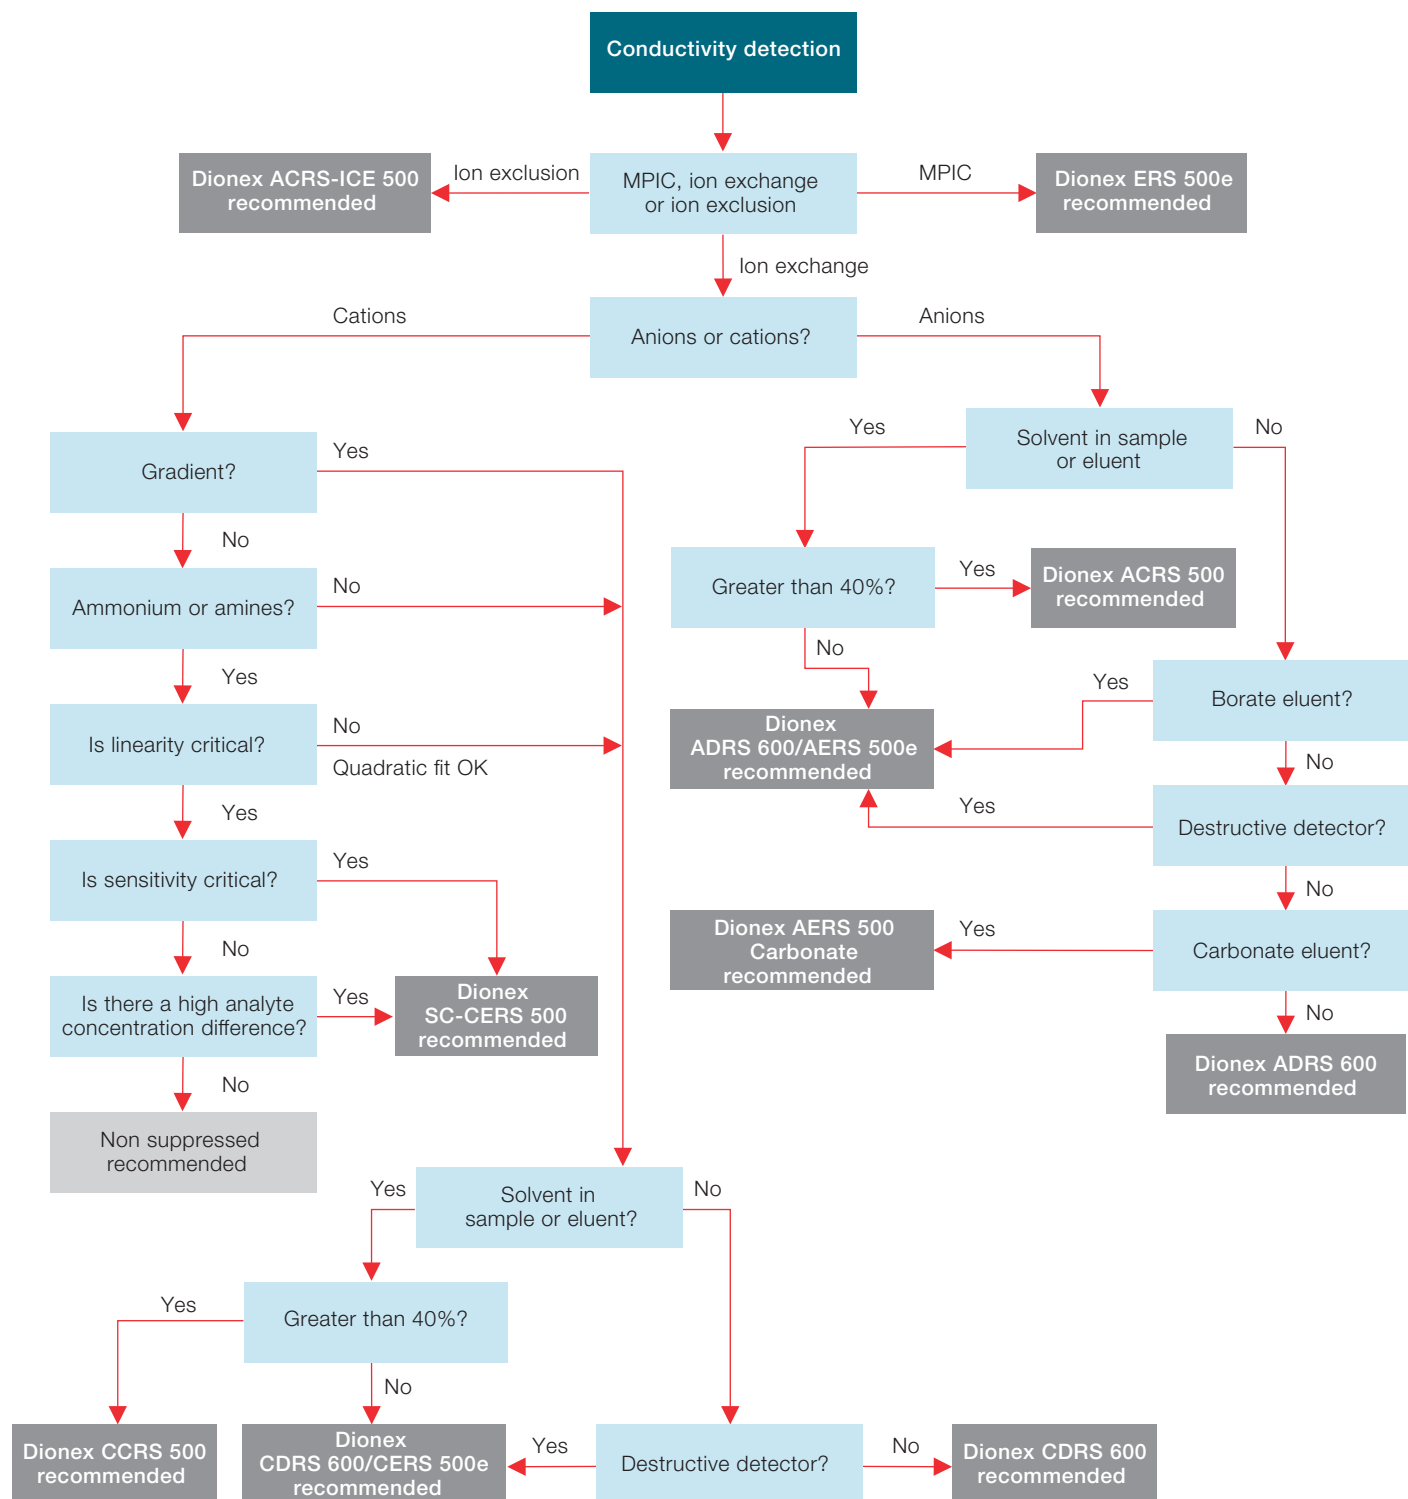 Conductivity detection
Ion exclusion
MPIC
Dionex ACRS-ICE 500
recommended
MPIC, ion exchange
or ion exclusion
Dionex ERS 500e
recommended
Ion exchange
Cations
Anions
Anions or cations?
Yes
Solvent in sample
or eluent
No
Gradient?
Yes
No
Greater than 40%?
Yes
Dionex ACRS 500
recommended
No
Ammonium or amines?
No
Yes
Yes
Borate eluent?
No
Is linearity critical?
No
Quadratic fit OK
Dionex
ADRS 600/AERS 500e
recommended
Yes
Yes
Destructive detector?
No
Is sensitivity critical?
Yes
No
Dionex AERS 500
Carbonate
recommended
Yes
Carbonate eluent?
No
Is there a high analyte
concentration difference?
Yes
Dionex
SC-CERS 500
recommended
Dionex ADRS 600
recommended
No
Non suppressed
recommended
Yes
Solvent in
sample or eluent?
No
Yes
Greater than 40%?
No
Dionex CCRS 500
recommended
Dionex
CDRS 600/CERS 500e
recommended
Yes
Destructive detector?
No
Dionex CDRS 600
recommended